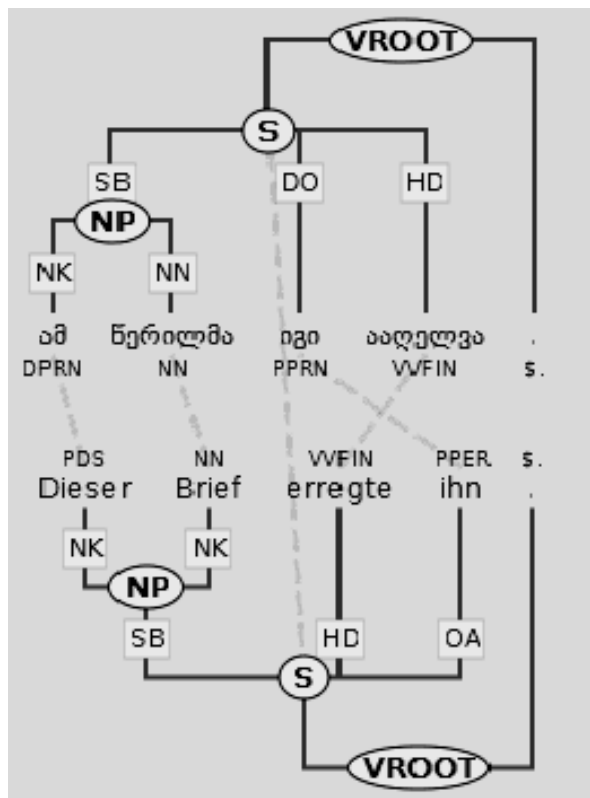 VROOT
S
SB DO HD
NP
NK NN
ამ წერილმა იგი ააღელვა .
DPRN NN PPRN VVFIN $.
PDS NN VVFIN PPER $.
Dieser Brief erregte ihn .
NK NK
NP
SB HD OA
S
VROOT